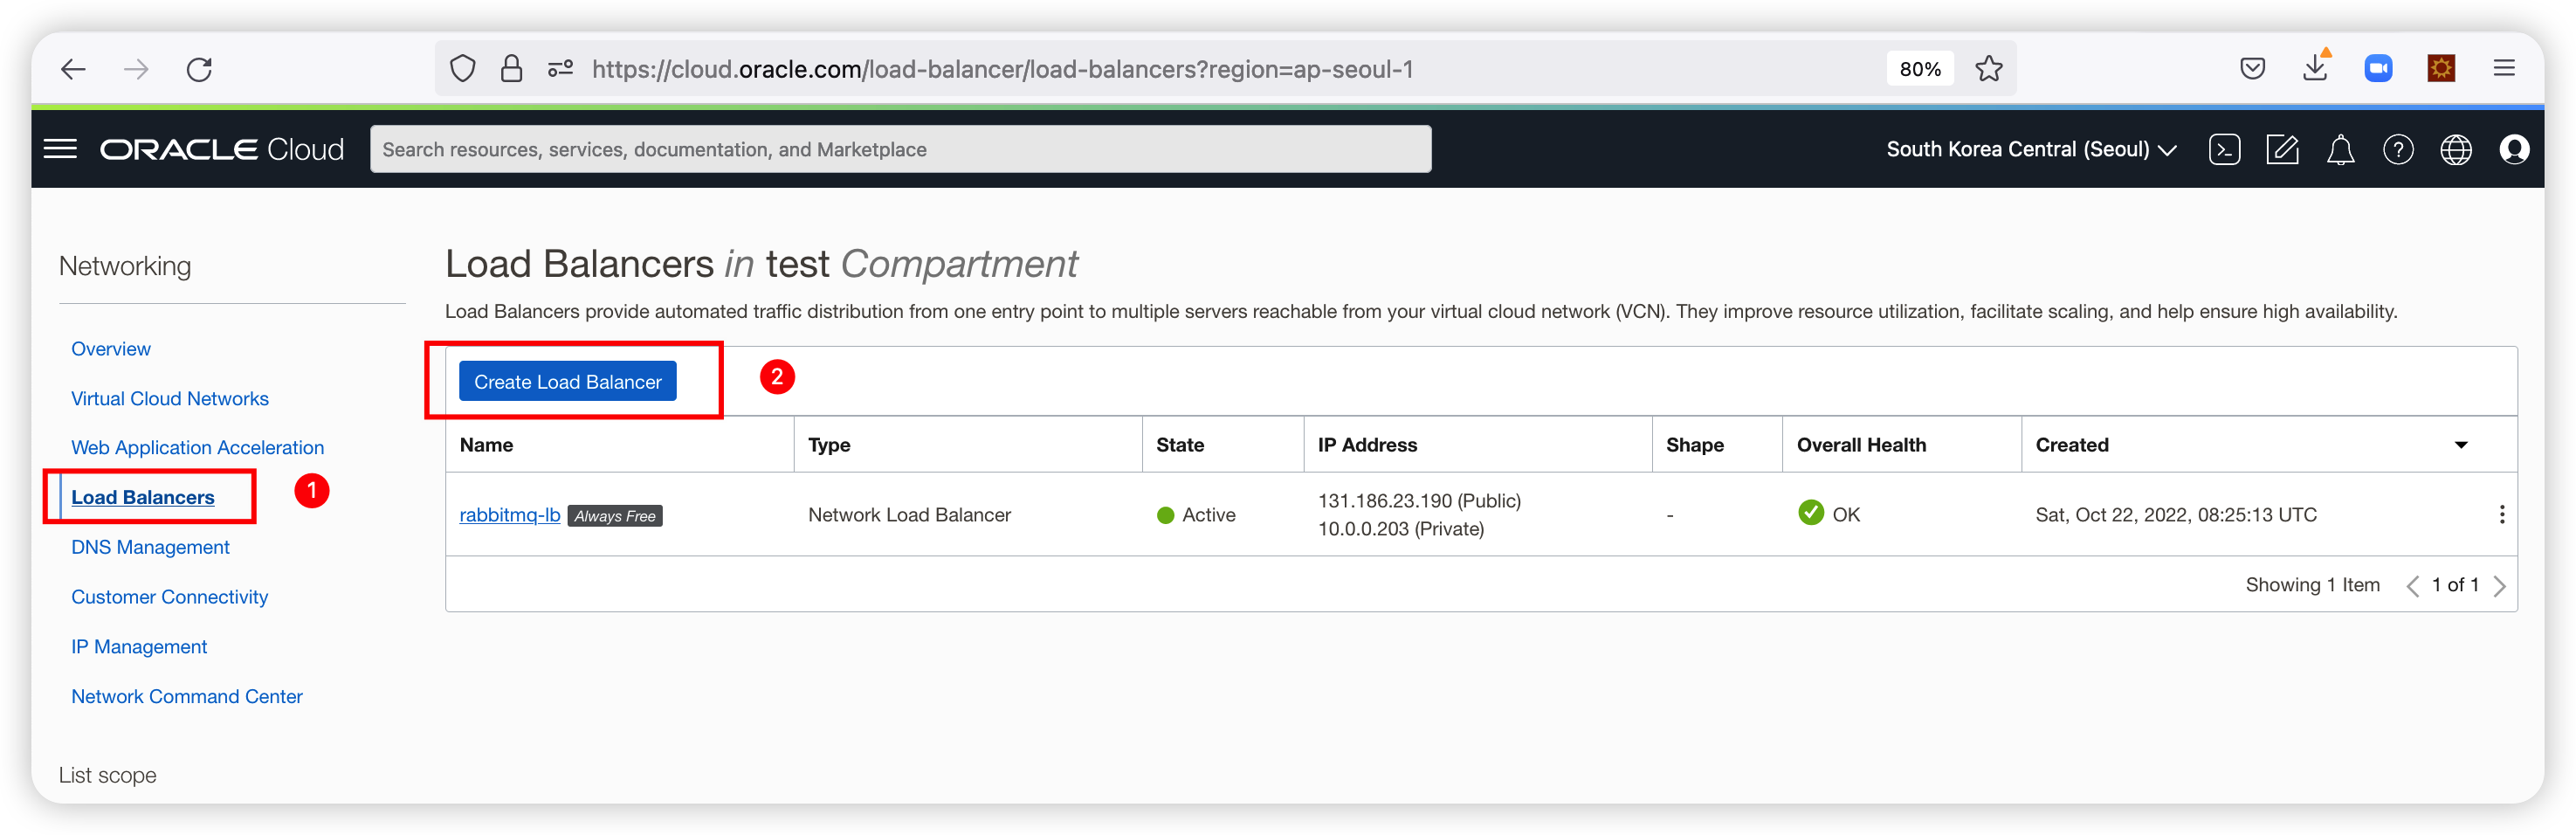 https://cloud.oracle.com/load-balancer/load-balancers?region=ap-seoul-1
80%
ORACLE Cloud
Search resources, services, documentation, and Marketplace
South Korea Central (Seoul)
Networking
Overview
Virtual Cloud Networks
Web Application Acceleration
Load Balancers
1
DNS Management
Customer Connectivity
IP Management
Network Command Center
List scope
Load Balancers in test Compartment
Load Balancers provide automated traffic distribution from one entry point to multiple servers reachable from your virtual cloud network (VCN). They improve resource utilization, facilitate scaling, and help ensure high availability.
Create Load Balancer
2
Name Type State IP Address Shape Overall Health Created
rabbitmq-lb Always Free Network Load Balancer Active 131.186.23.190 (Public) - OK Sat, Oct 22, 2022, 08:25:13 UTC
10.0.0.203 (Private)
Showing 1 Item 1 of 1